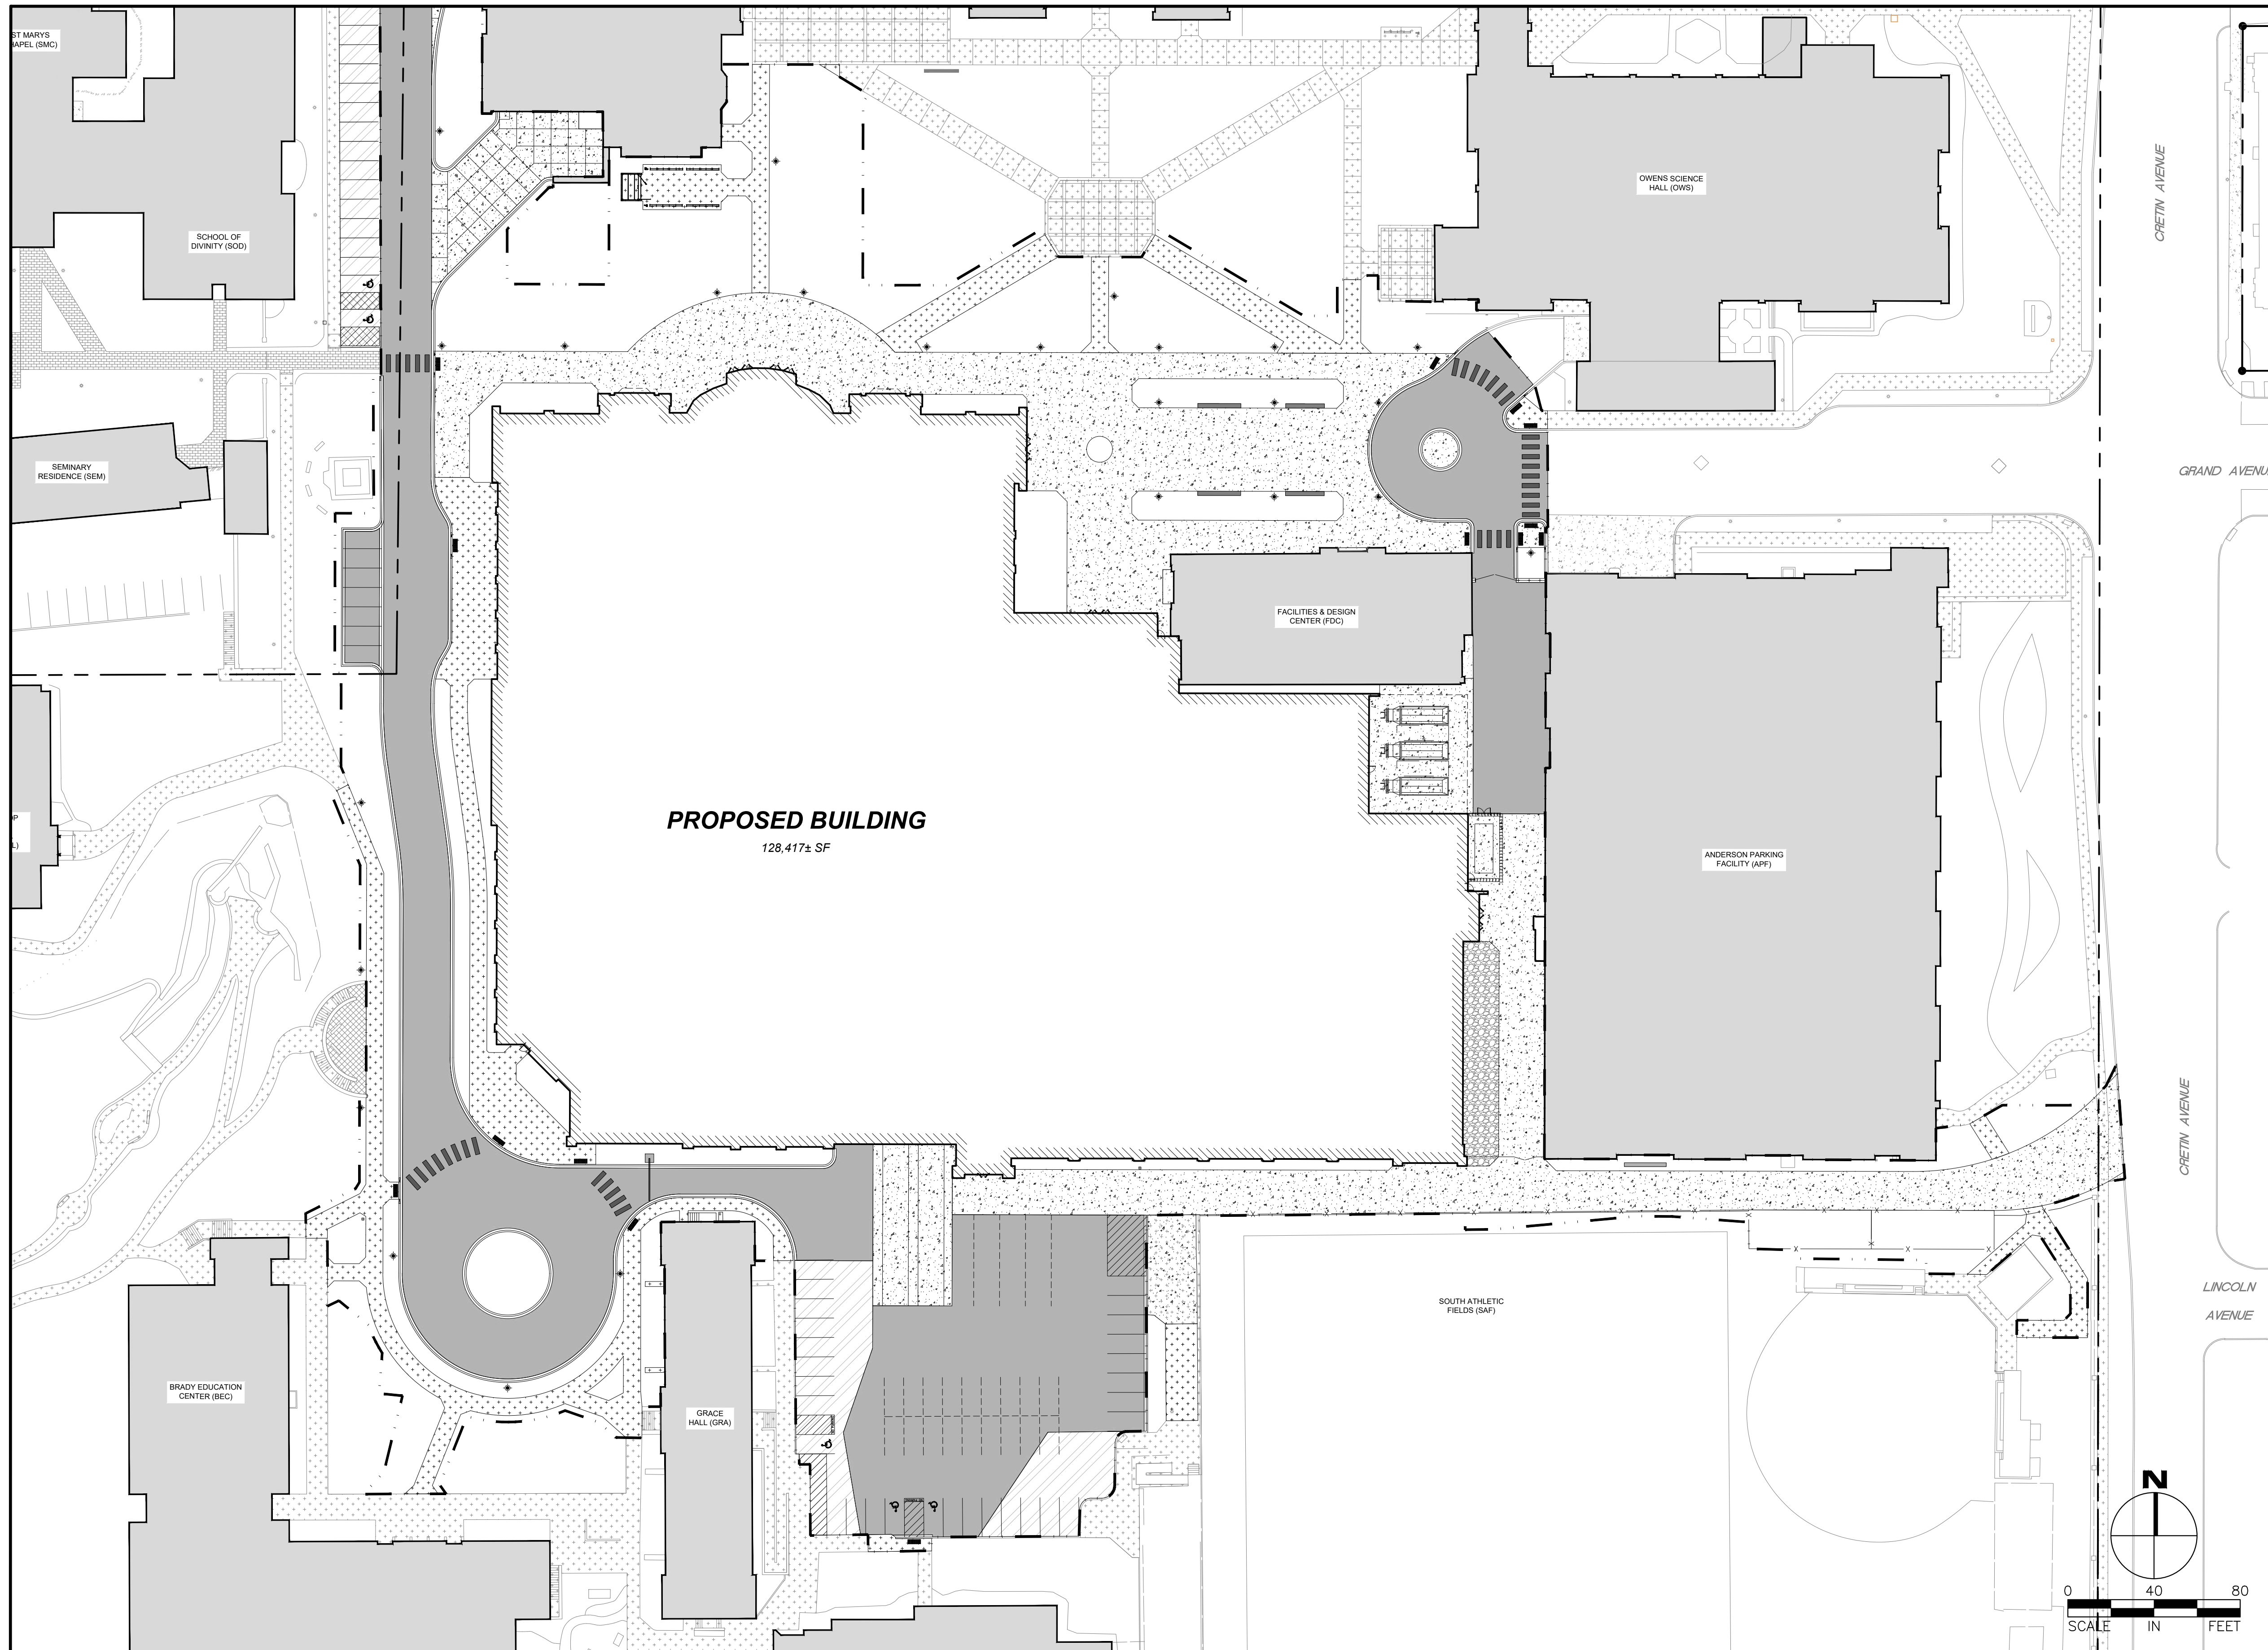 ST MARYS
HAPEL (SMC)
SCHOOL OF
DIVINITY (SOD)
OWENS SCIENCE
HALL (OWS)
CRETIN AVENUE
SEMINARY
RESIDENCE (SEM)
GRAND AVENU
FACILITIES & DESIGN
CENTER (FDC)
PROPOSED BUILDING
128,417± SF
OP
L)
ANDERSON PARKING
FACILITY (APF)
CRETIN AVENUE
SOUTH ATHLETIC
FIELDS (SAF)
LINCOLN
AVENUE
BRADY EDUCATION
CENTER (BEC)
GRACE
HALL (GRA)
N
0 40 80
SCALE IN FEET